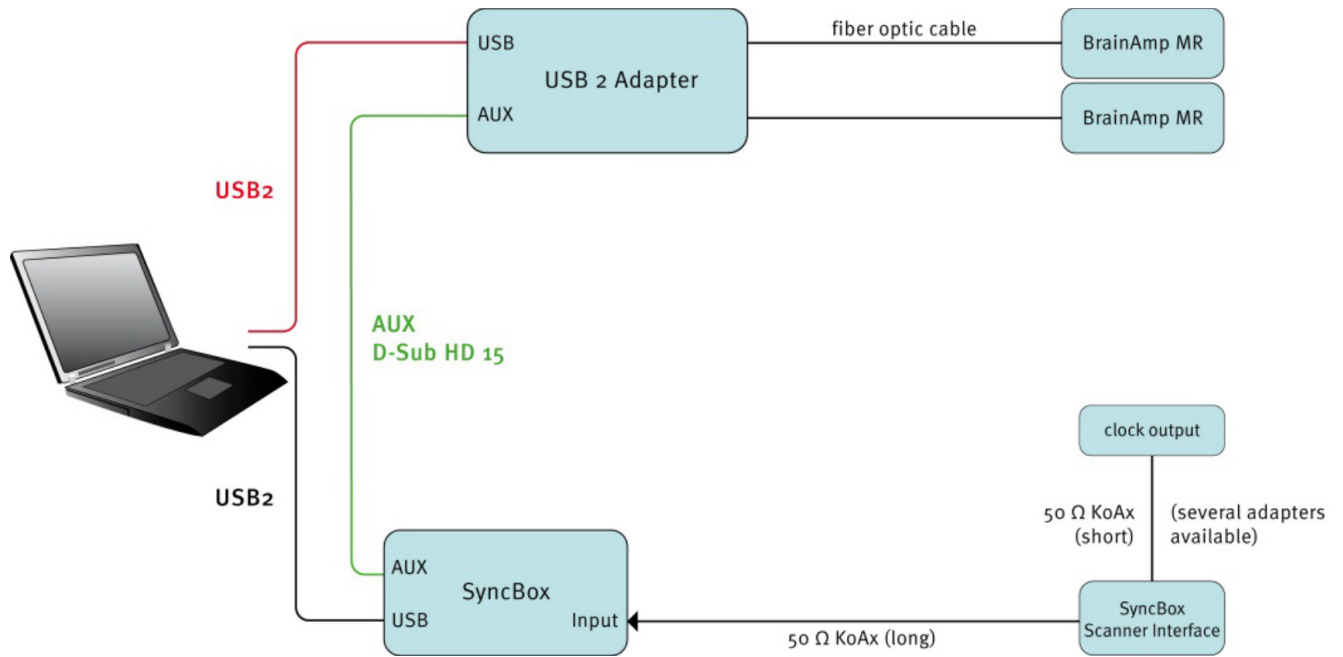 USB
USB 2 Adapter
AUX
fiber optic cable
BrainAmp MR
BrainAmp MR
USB2
AUX
D-Sub HD 15
USB2
clock output
50 Ω KoAx
(short)
(several adapters
available)
AUX
SyncBox
USB
Input
50 Ω KoAx (long)
SyncBox
Scanner Interface